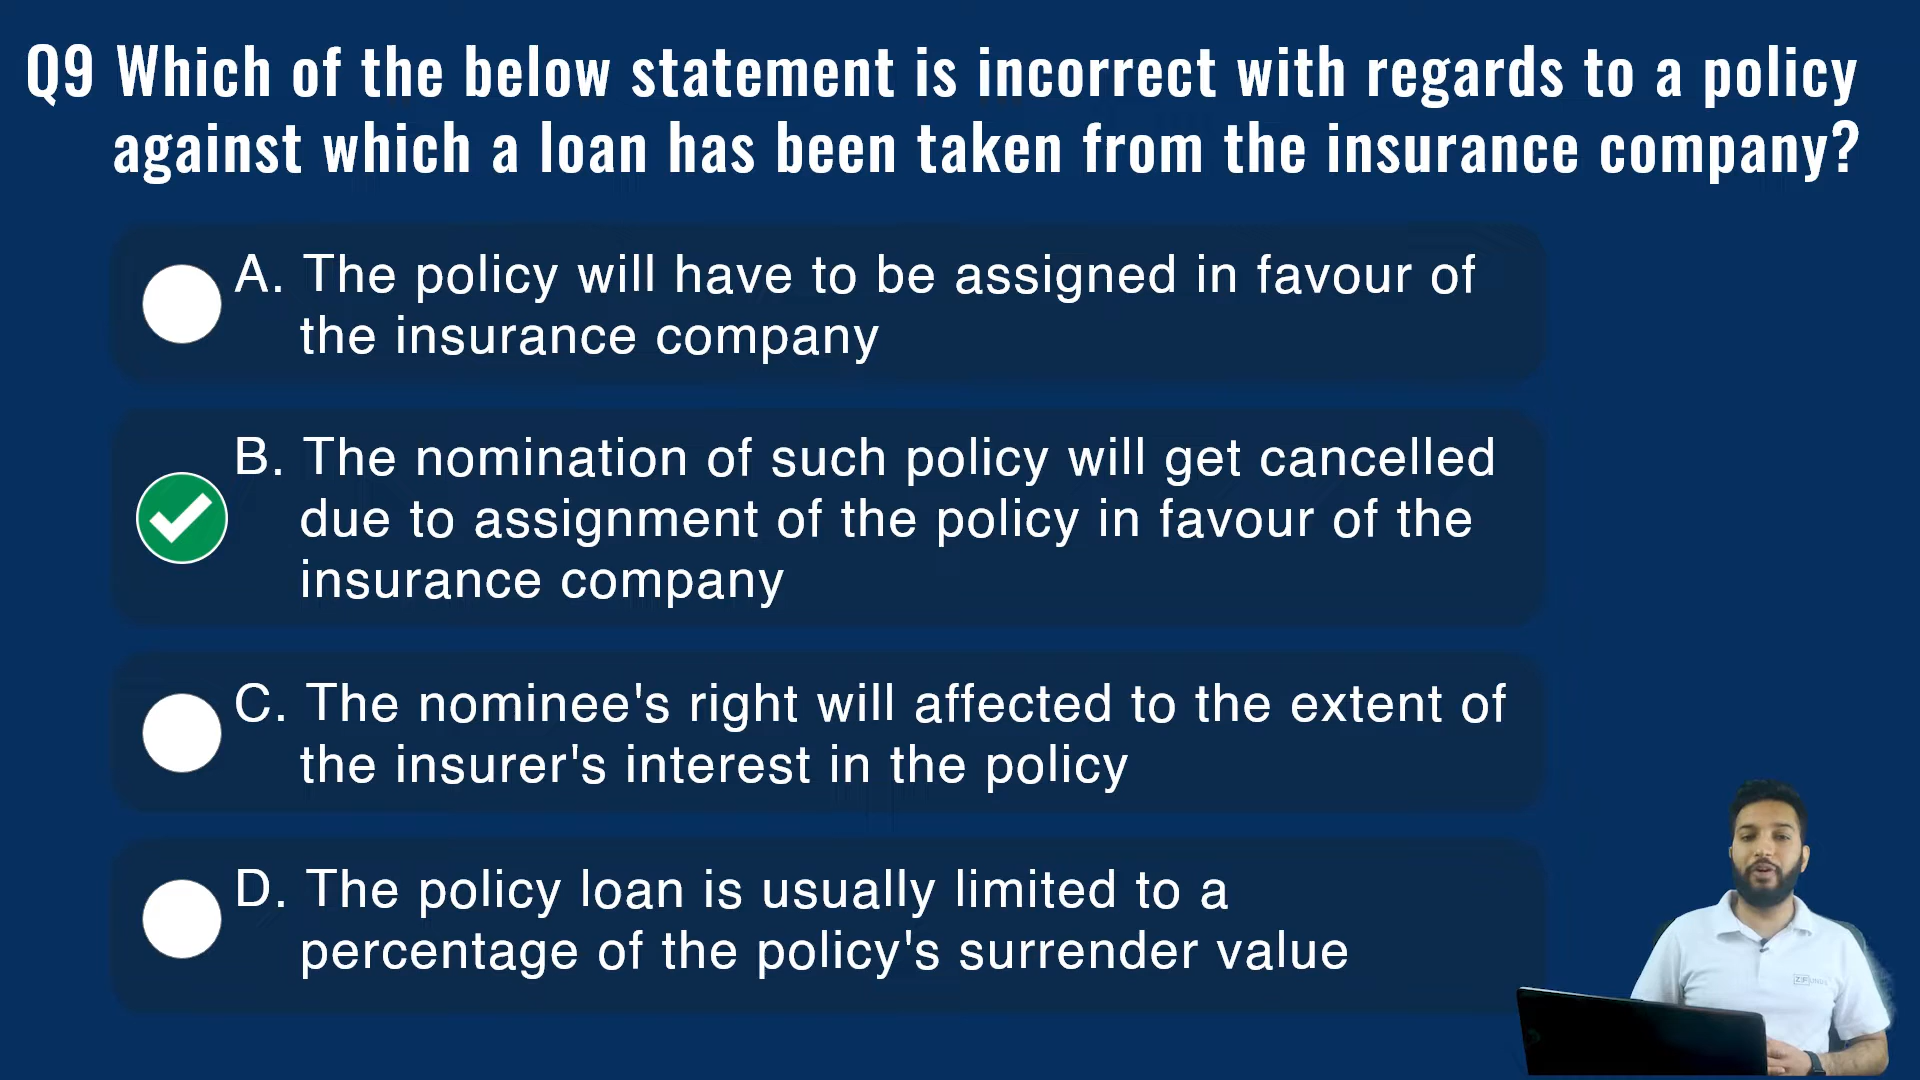 Q9 Which of the below statement is incorrect with regards to a policy
against which a loan has been taken from the insurance company?
A. The policy will have to be assigned in favour of
the insurance company
B. The nomination of such policy will get cancelled
due to assignment of the policy in favour of the
insurance company
C. The nominee's right will affected to the extent of
the insurer's interest in the policy
D. The policy loan is usually limited to a
percentage of the policy's surrender value